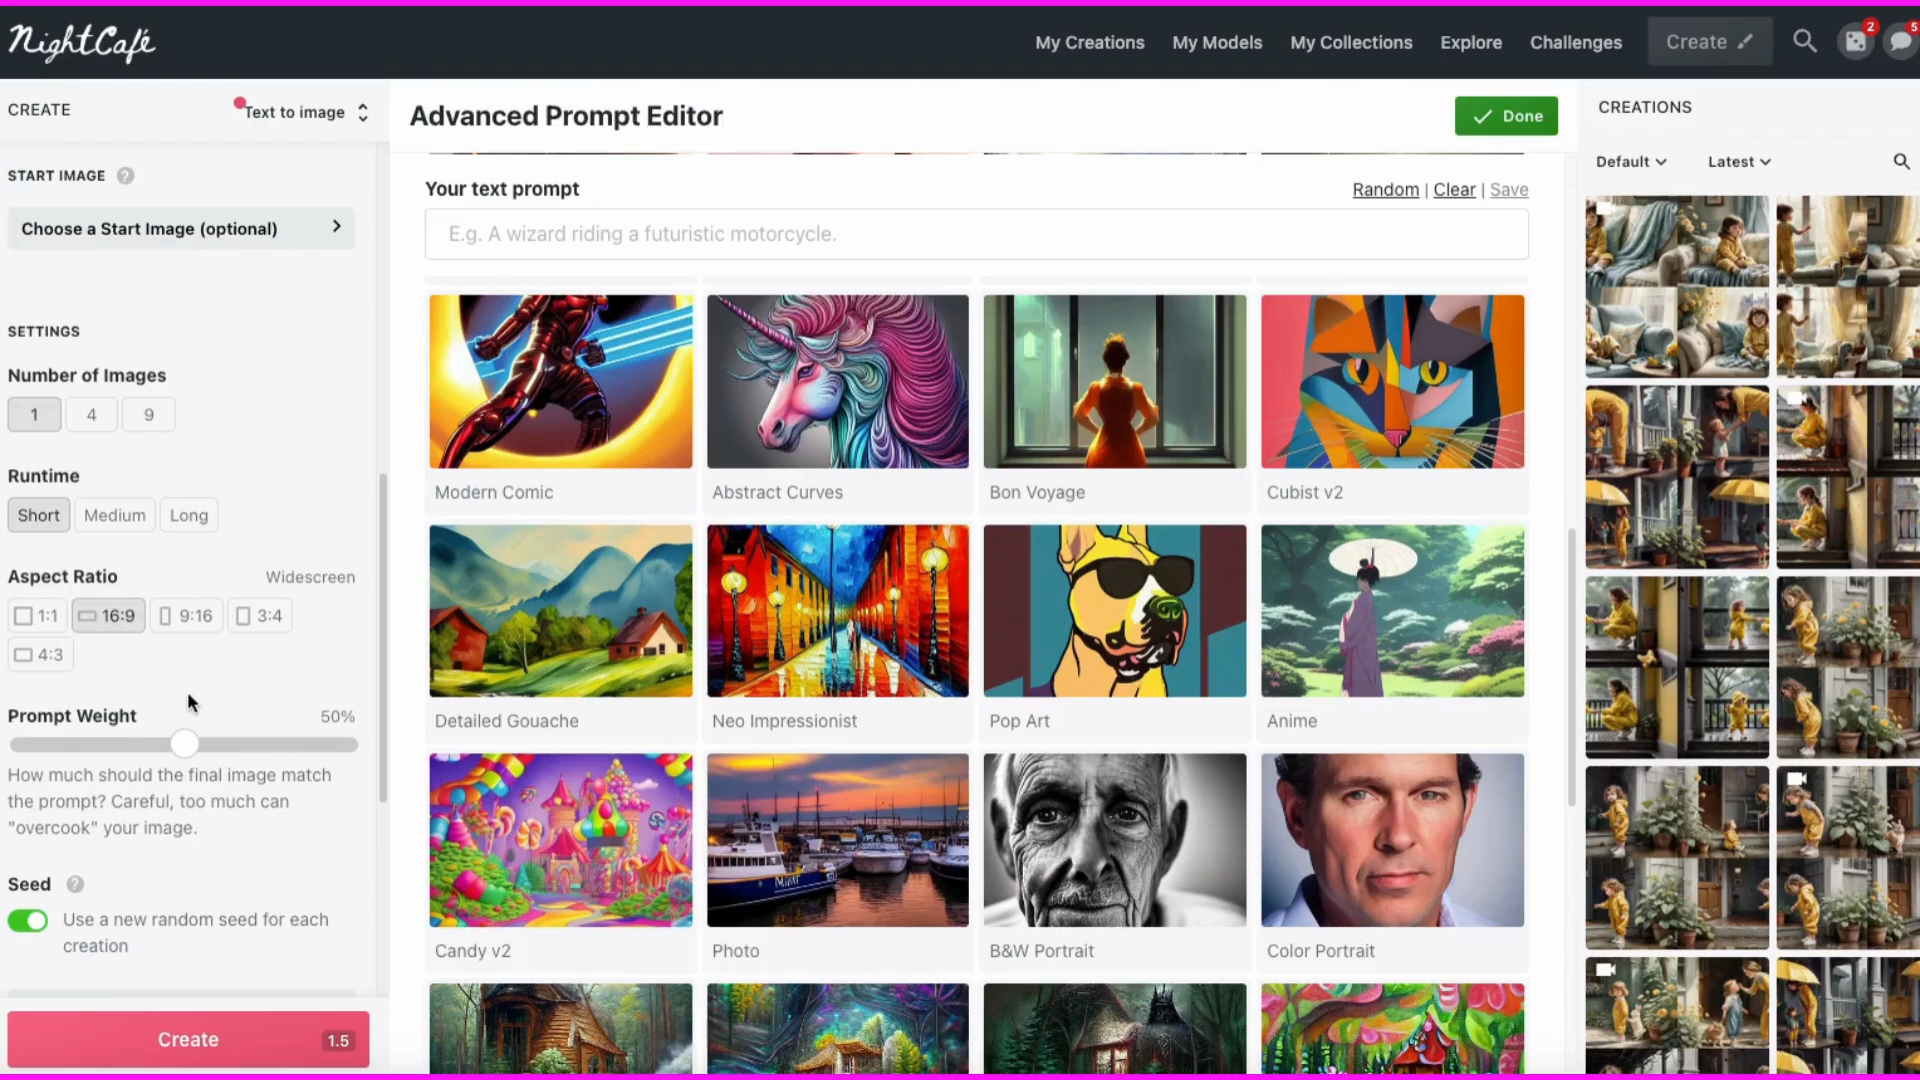 NightCafé
My Creations
My Models
My Collections
Explore
Challenges
Create
2
5
CREATE
Text to image
START IMAGE ?
Choose a Start Image (optional)
SETTINGS
Number of Images
1 4 9
Runtime
Short Medium Long
Aspect Ratio Widescreen
1:1 16:9 9:16 3:4
4:3
Prompt Weight 50%
How much should the final image match
the prompt? Careful, too much can
"overcook" your image.
Seed ?
Use a new random seed for each
creation
Create 1.5
Advanced Prompt Editor
Done
Your text prompt
Random | Clear | Save
E.g. A wizard riding a futuristic motorcycle.
Modern Comic
Abstract Curves
Bon Voyage
Cubist v2
Detailed Gouache
Neo Impressionist
Pop Art
Anime
Candy v2
Photo
B&W Portrait
Color Portrait
CREATIONS
Default Latest